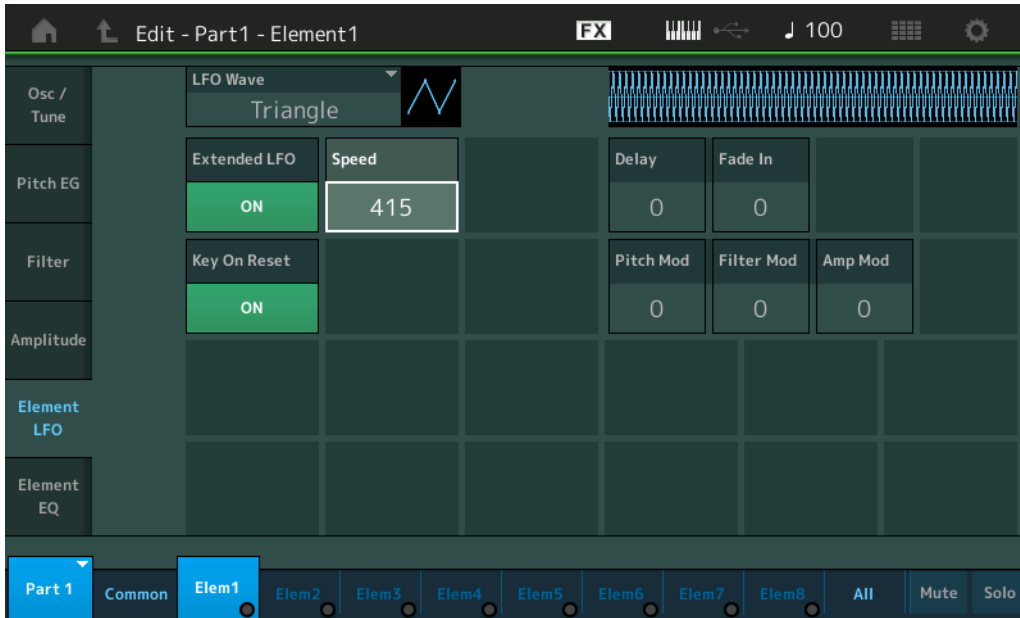 Edit - Part1 - Element1
FX
100
Osc /
Tune
Pitch EG
Filter
Amplitude
Element
LFO
Element
EQ
LFO Wave
Triangle
Extended LFO
ON
Speed
415
Delay
0
Fade In
0
Key On Reset
ON
Pitch Mod
0
Filter Mod
0
Amp Mod
0
Part 1
Common
Elem1
Elem2
Elem3
Elem4
Elem5
Elem6
Elem7
Elem8
All
Mute
Solo